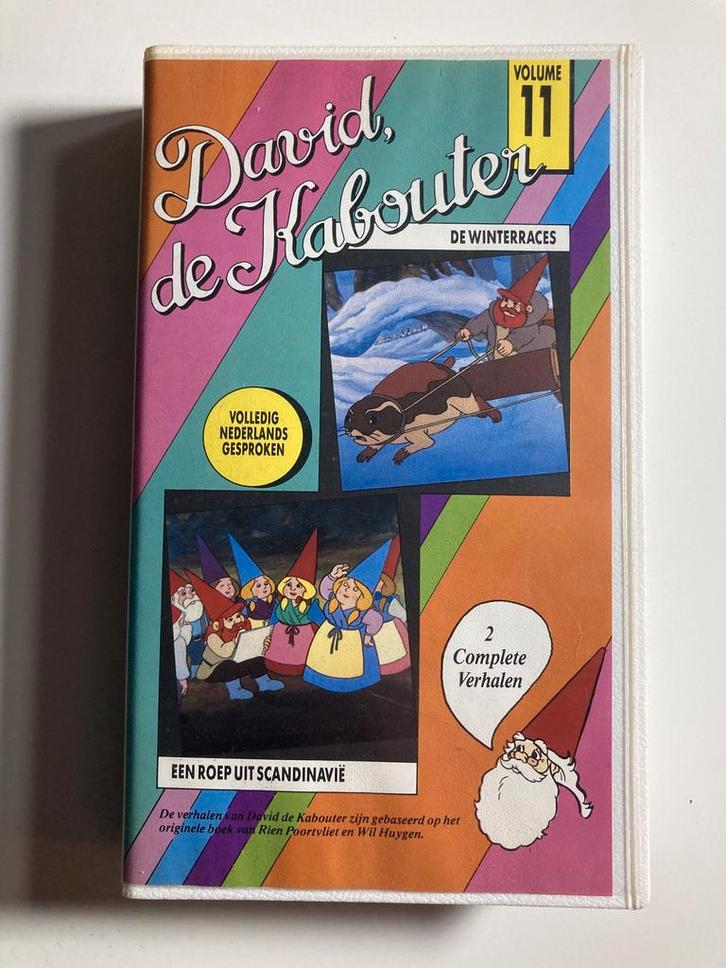 VOLUME
11
David,
de Kabouter
DE WINTERRACES
VOLLEDIG
NEDERLANDS
GESPROKEN
2
Complete
Verhalen
EEN ROEP UIT SCANDINAVIË
De verhalen van David de Kabouter zijn gebaseerd op het
originele boek van Rien Poortvliet en Wil Huygen.